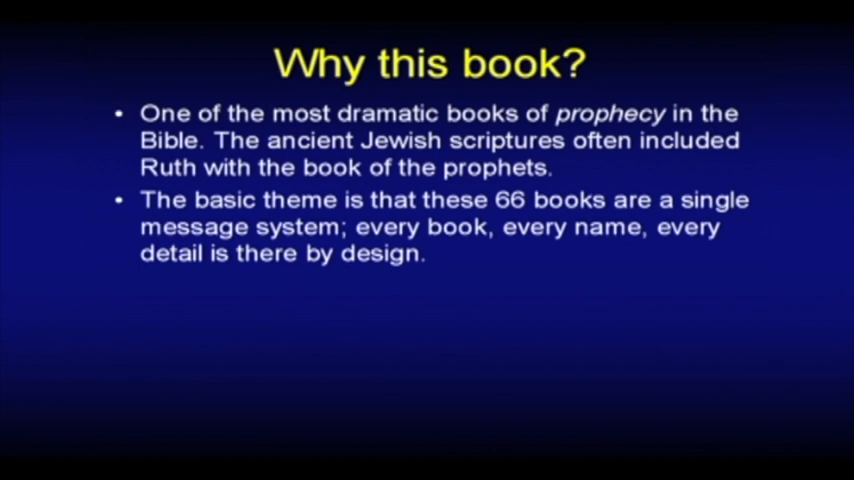 Why this book?
• One of the most dramatic books of prophecy in the
Bible. The ancient Jewish scriptures often included
Ruth with the book of the prophets.
• The basic theme is that these 66 books are a single
message system; every book, every name, every
detail is there by design.